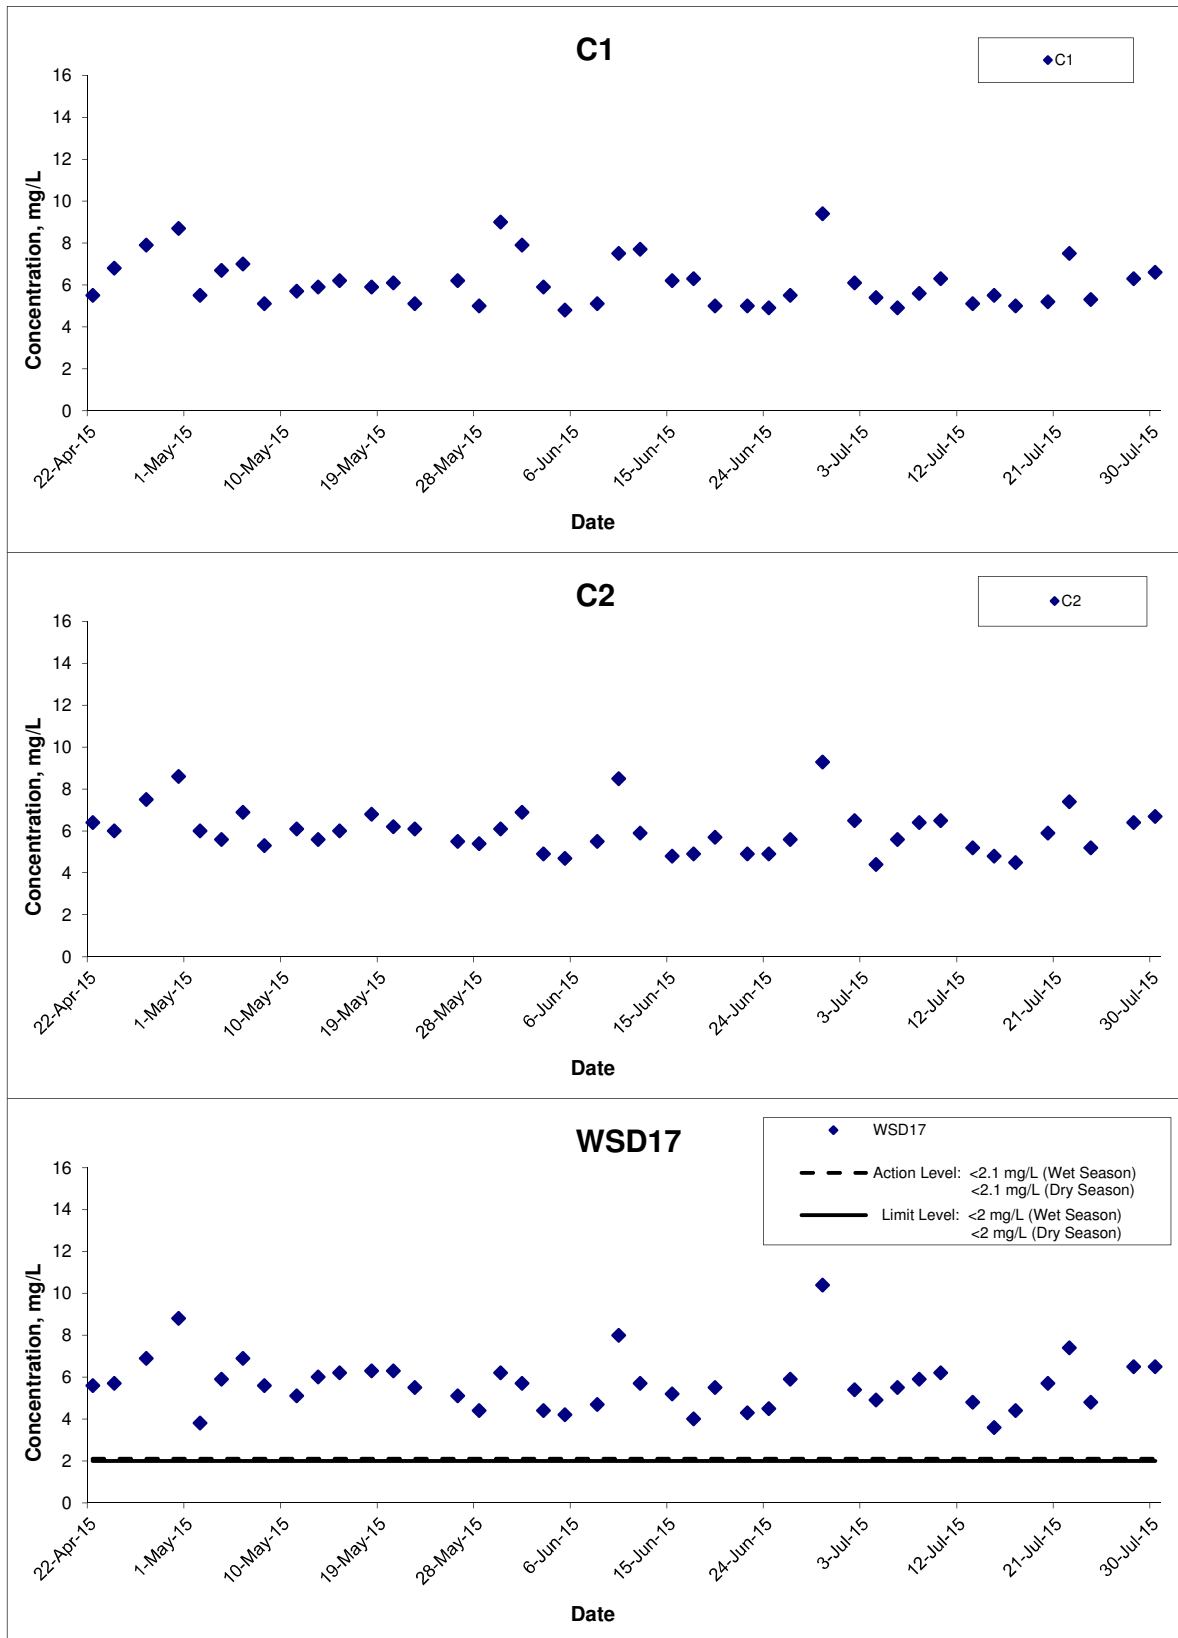 C1
C1
16
14
12
10
8
6
4
2
0
Concentration, mg/L
22-Apr-15
1-May-15
10-May-15
19-May-15
28-May-15
6-Jun-15
15-Jun-15
24-Jun-15
3-Jul-15
12-Jul-15
21-Jul-15
30-Jul-15
Date
C2
C2
16
14
12
10
8
6
4
2
0
Concentration, mg/L
22-Apr-15
1-May-15
10-May-15
19-May-15
28-May-15
6-Jun-15
15-Jun-15
24-Jun-15
3-Jul-15
12-Jul-15
21-Jul-15
30-Jul-15
Date
WSD17
WSD17
Action Level: <2.1 mg/L (Wet Season)
<2.1 mg/L (Dry Season)
Limit Level: <2 mg/L (Wet Season)
<2 mg/L (Dry Season)
16
14
12
10
8
6
4
2
0
Concentration, mg/L
22-Apr-15
1-May-15
10-May-15
19-May-15
28-May-15
6-Jun-15
15-Jun-15
24-Jun-15
3-Jul-15
12-Jul-15
21-Jul-15
30-Jul-15
Date